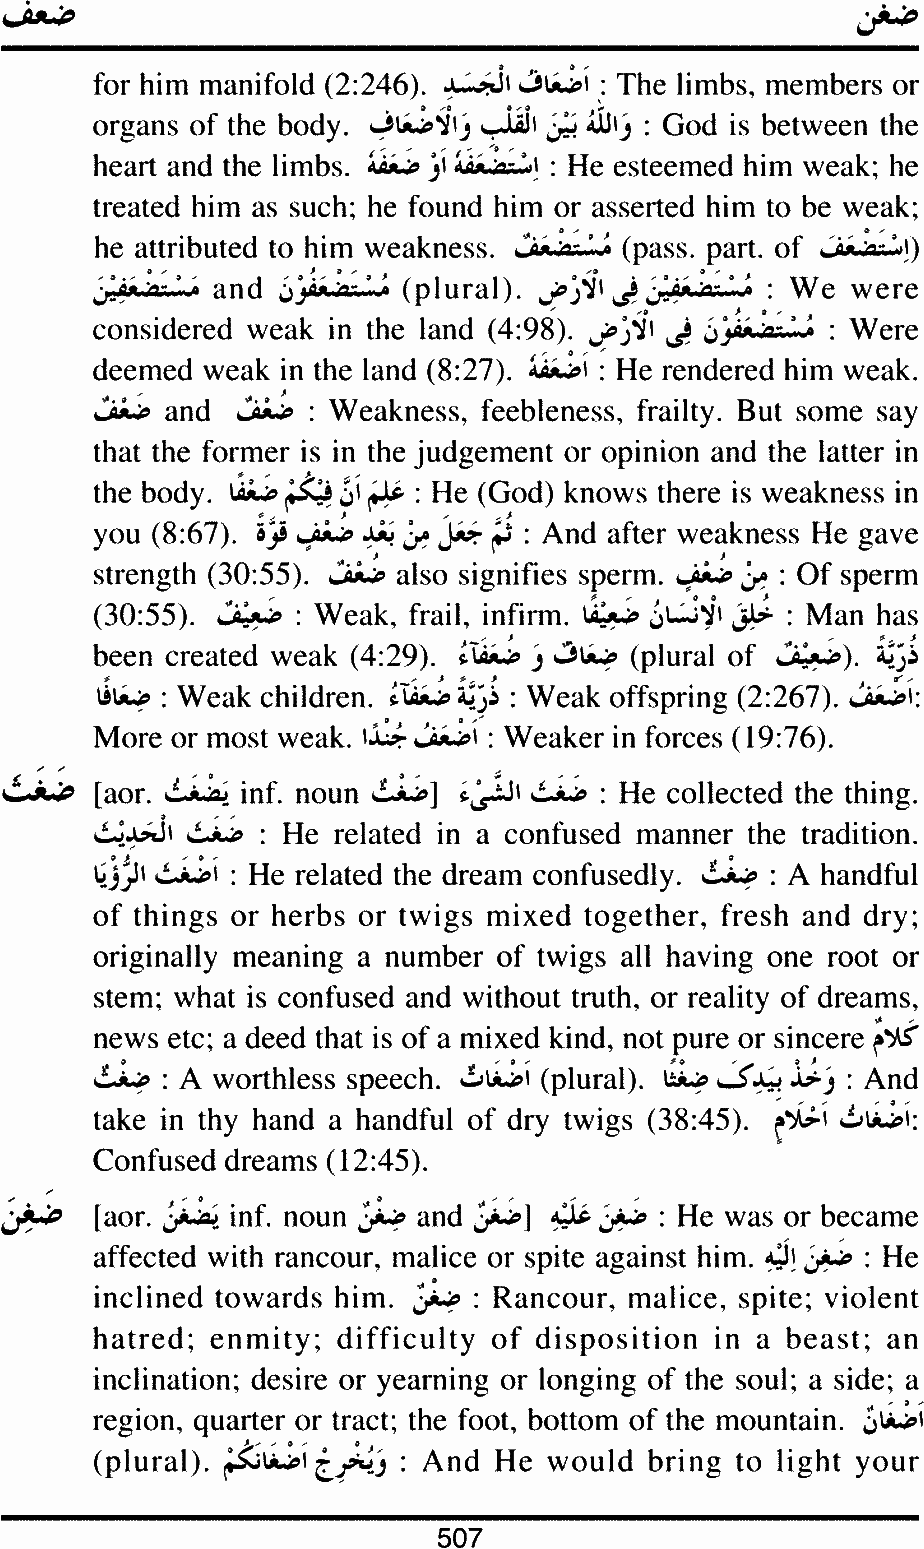 ضعف ضغن
for him manifold (2:246). اَضْعَافُ الْجَسَدِ : The limbs, members or
organs of the body. وَاللّٰهُ بَيْنَ الْقَلْبِ وَالْاَضْعَافِ : God is between the
heart and the limbs. اِسْتَضْعَفَهُ اَوْ ضَعَفَهُ : He esteemed him weak; he
treated him as such; he found him or asserted him to be weak;
he attributed to him weakness. مُسْتَضْعَفٌ (pass. part. of اِسْتَضْعَفَ)
مُسْتَضْعَفِيْنَ and مُسْتَضْعَفُوْنَ (plural). مُسْتَضْعَفِيْنَ فِي الْاَرْضِ : We were
considered weak in the land (4:98). مُسْتَضْعَفُوْنَ فِي الْاَرْضِ : Were
deemed weak in the land (8:27). اَضْعَفَهُ : He rendered him weak.
ضَعْفٌ and ضُعْفٌ : Weakness, feebleness, frailty. But some say
that the former is in the judgement or opinion and the latter in
the body. عَلِمَ اَنَّ فِيْكُمْ ضَعْفًا : He (God) knows there is weakness in
you (8:67). ثُمَّ جَعَلَ مِنْ بَعْدِ ضَعْفٍ قُوَّةً : And after weakness He gave
strength (30:55). ضَعْفٌ also signifies sperm. مِنْ ضَعْفٍ : Of sperm
(30:55). ضَعِيْفٌ : Weak, frail, infirm. خُلِقَ الْاِنْسَانُ ضَعِيْفًا : Man has
been created weak (4:29). ضِعَافٌ وَ ضُعَفَآءُ (plural of ضَعِيْفٌ). ذُرِّيَّةً
ضِعَافًا : Weak children. ذُرِّيَّةٌ ضُعَفَآءُ : Weak offspring (2:267). اَضْعَفُ:
More or most weak. اَضْعَفُ جُنْدًا : Weaker in forces (19:76).
ضَغَثَ [aor. يَضْغَثُ inf. noun ضَغْثٌ] ضَغَثَ الشَّيْءَ : He collected the thing.
ضَغَثَ الْحَدِيْثَ : He related in a confused manner the tradition.
اَضْغَثَ الرُّؤْيَا : He related the dream confusedly. ضِغْثٌ : A handful
of things or herbs or twigs mixed together, fresh and dry;
originally meaning a number of twigs all having one root or
stem; what is confused and without truth, or reality of dreams,
news etc; a deed that is of a mixed kind, not pure or sincere كَلَامٌ
ضِغْثٌ : A worthless speech. اَضْغَاثٌ (plural). وَخُذْ بِيَدِكَ ضِغْثًا : And
take in thy hand a handful of dry twigs (38:45). اَضْغَاثُ اَحْلَامٍ:
Confused dreams (12:45).
ضَغِنَ [aor. يَضْغَنُ inf. noun ضِغْنٌ and ضَغَنٌ] ضَغِنَ عَلَيْهِ : He was or became
affected with rancour, malice or spite against him. ضَغِنَ اِلَيْهِ : He
inclined towards him. ضِغْنٌ : Rancour, malice, spite; violent
hatred; enmity; difficulty of disposition in a beast; an
inclination; desire or yearning or longing of the soul; a side; a
region, quarter or tract; the foot, bottom of the mountain. اَضْغَانٌ
(plural). وَيُخْرِجْ اَضْغَانَكُمْ : And He would bring to light your
507